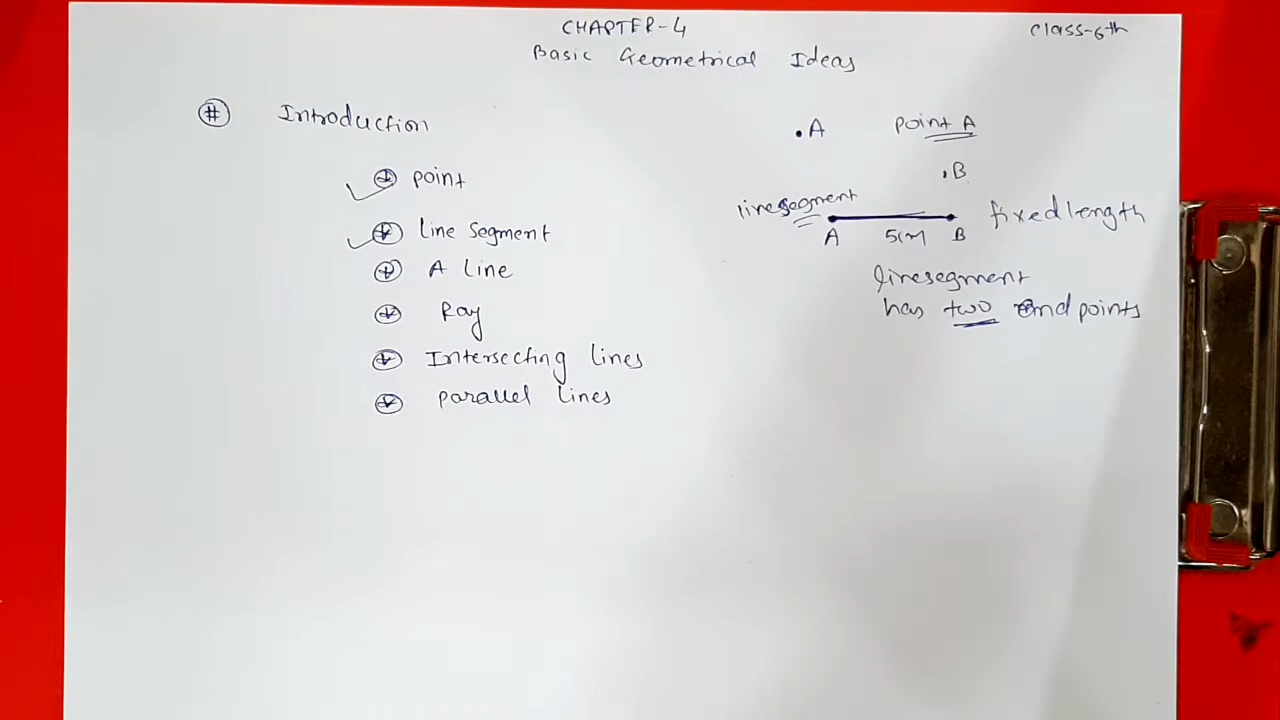 CHAPTER-4
Class-6th
Basic Geometrical Ideas
# Introduction
point
Line Segment
A Line
Ray
Intersecting lines
parallel lines
.A point A
.B
linesegment
A 5cm B
fixed length
linesegment
has two end points